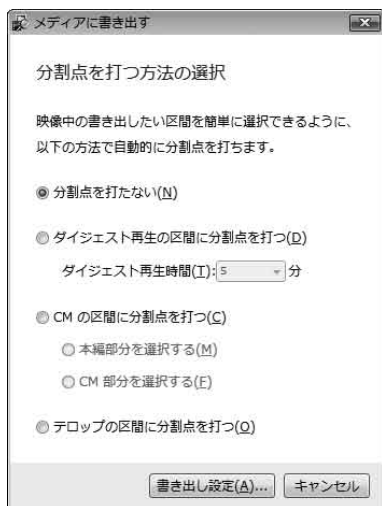 メディアに書き出す
分割点を打つ方法の選択
映像中の書き出したい区間を簡単に選択できるように、
以下の方法で自動的に分割点を打ちます。
分割点を打たない(N)
ダイジェスト再生の区間に分割点を打つ(D)
ダイジェスト再生時間(T): 5 分
CM の区間に分割点を打つ(C)
本編部分を選択する(M)
CM 部分を選択する(F)
テロップの区間に分割点を打つ(O)
書き出し設定(A)... キャンセル